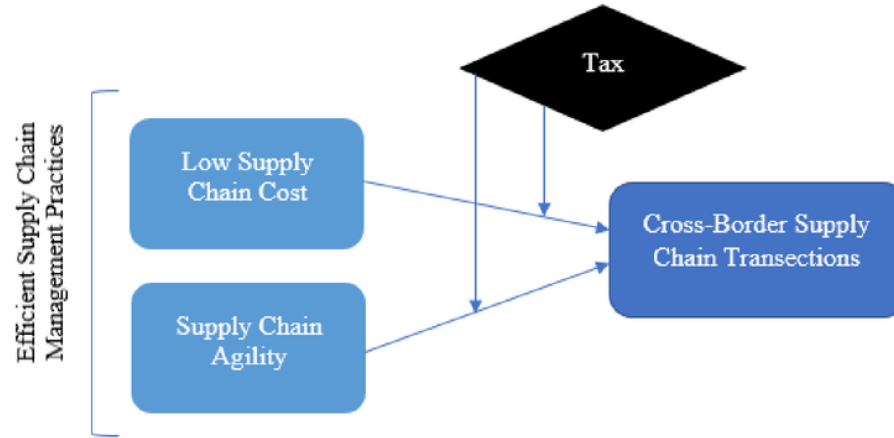 Tax
Efficient Supply Chain
Management Practices
Low Supply
Chain Cost
Cross-Border Supply
Chain Transections
Supply Chain
Agility